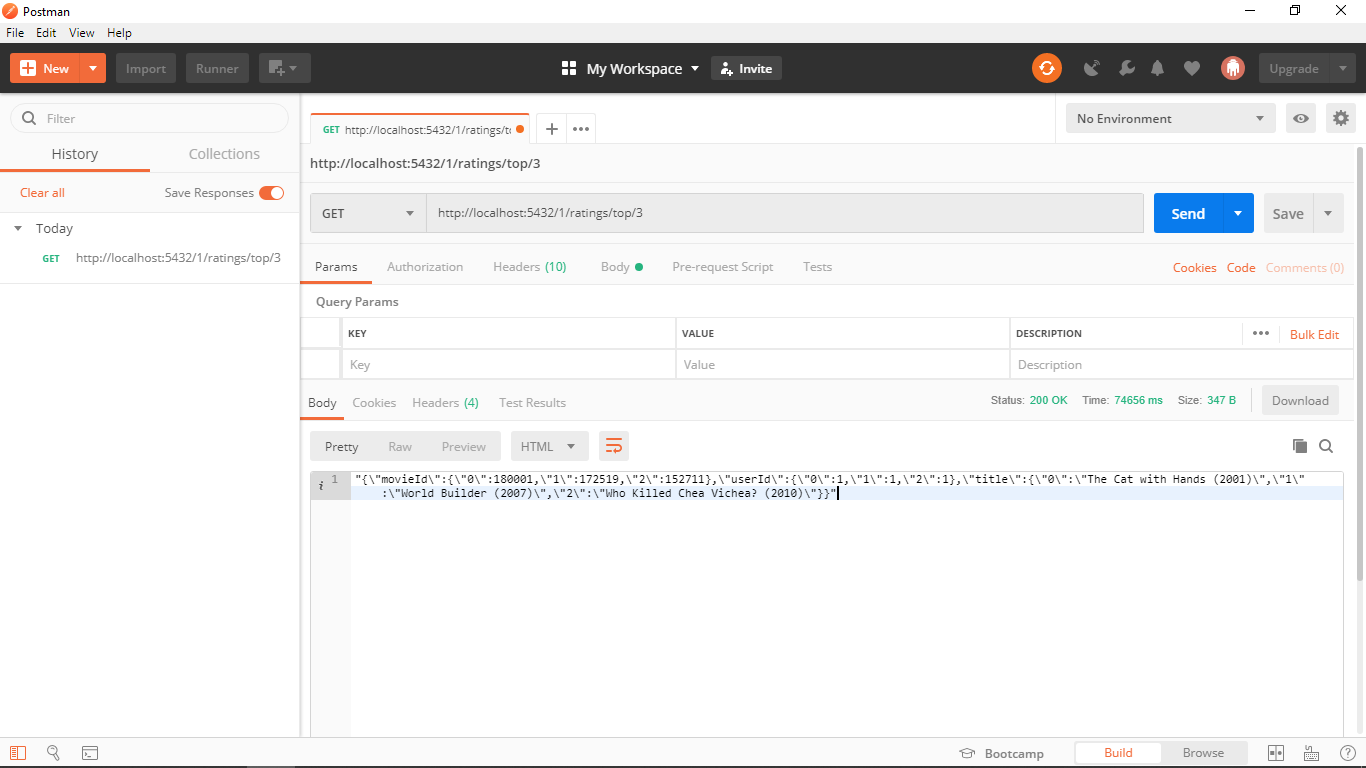 Postman
File Edit View Help
New Import Runner My Workspace Invite Upgrade
Filter
History Collections
Clear all Save Responses
Today
GET http://localhost:5432/1/ratings/top/3
GET http://localhost:5432/1/ratings/to
No Environment
http://localhost:5432/1/ratings/top/3
GET http://localhost:5432/1/ratings/top/3 Send Save
Params Authorization Headers (10) Body Pre-request Script Tests Cookies Code Comments (0)
Query Params
KEY VALUE DESCRIPTION Bulk Edit
Key Value Description
Body Cookies Headers (4) Test Results Status: 200 OK Time: 74656 ms Size: 347 B Download
Pretty Raw Preview HTML
i 1 "{\"movieId\":{\"0\":180001,\"1\":172519,\"2\":152711},\"userId\":{\"0\":1,\"1\":1,\"2\":1},\"title\":{\"0\":\"The Cat with Hands (2001)\",\"1\"
:\"World Builder (2007)\",\"2\":\"Who Killed Chea Vichea? (2010)\"}}"
Bootcamp Build Browse